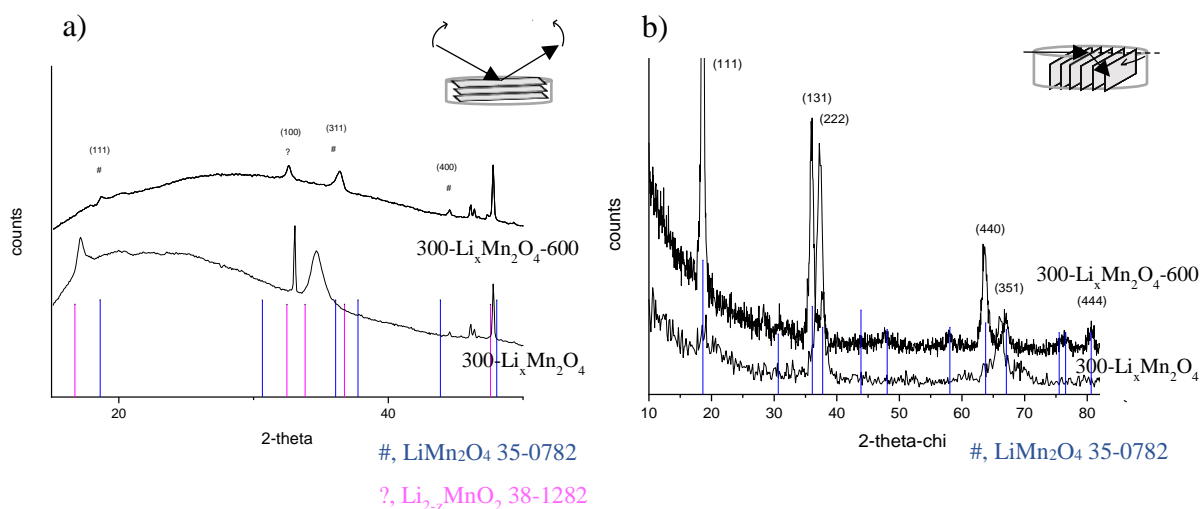 a)
(111)
#
(100)
?
(311)
#
(400)
#
300-LiₓMn₂O₄-600
300-LiₓMn₂O₄
counts
20
40
2-theta
#, LiMn₂O₄ 35-0782
?, Li₂₋zMnO₂ 38-1282
b)
(111)
(131)
(222)
(440)
(351)
(444)
300-LiₓMn₂O₄-600
300-LiₓMn₂O₄
counts
10 20 30 40 50 60 70 80
2-theta-chi
#, LiMn₂O₄ 35-0782